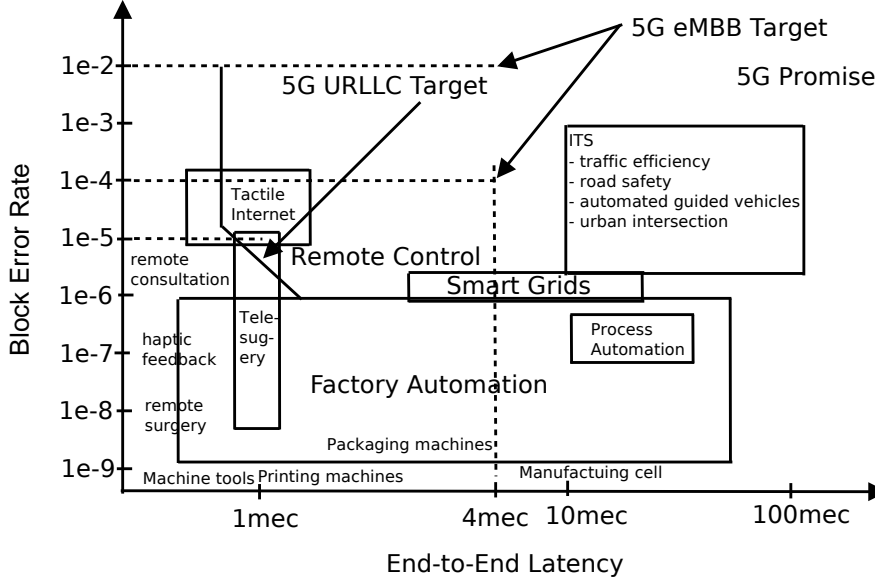 5G eMBB Target
5G Promise
1e-2
5G URLLC Target
1e-3
ITS
- traffic efficiency
- road safety
- automated guided vehicles
- urban intersection
1e-4
Tactile
Internet
1e-5
remote
consultation
Remote Control
Smart Grids
1e-6
Tele-
sug-
ery
Process
Automation
haptic
feedback
1e-7
Factory Automation
1e-8
remote
surgery
Packaging machines
1e-9
Machine tools
Printing machines
Manufactuing cell
1mec
4mec
10mec
100mec
End-to-End Latency
Block Error Rate